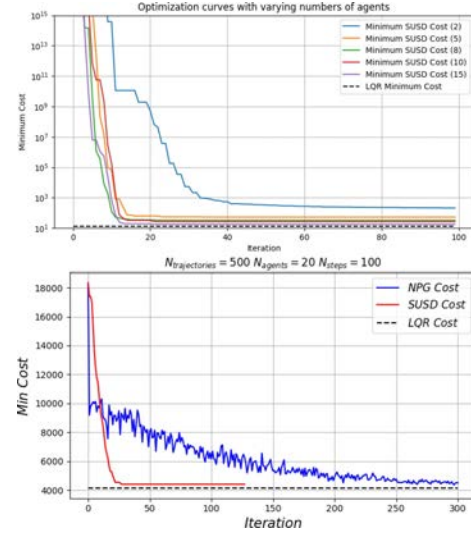 Optimization curves with varying numbers of agents
10^15
10^13
10^11
10^9
10^7
10^5
10^3
10^1
Minimum Cost
Minimum SUSD Cost (2)
Minimum SUSD Cost (5)
Minimum SUSD Cost (8)
Minimum SUSD Cost (10)
Minimum SUSD Cost (15)
LQR Minimum Cost
0 20 40 60 80 100
Iteration
N_trajectories = 500 N_agents = 20 N_steps = 100
18000
16000
14000
12000
10000
8000
6000
4000
Min Cost
NPG Cost
SUSD Cost
LQR Cost
0 50 100 150 200 250 300
Iteration